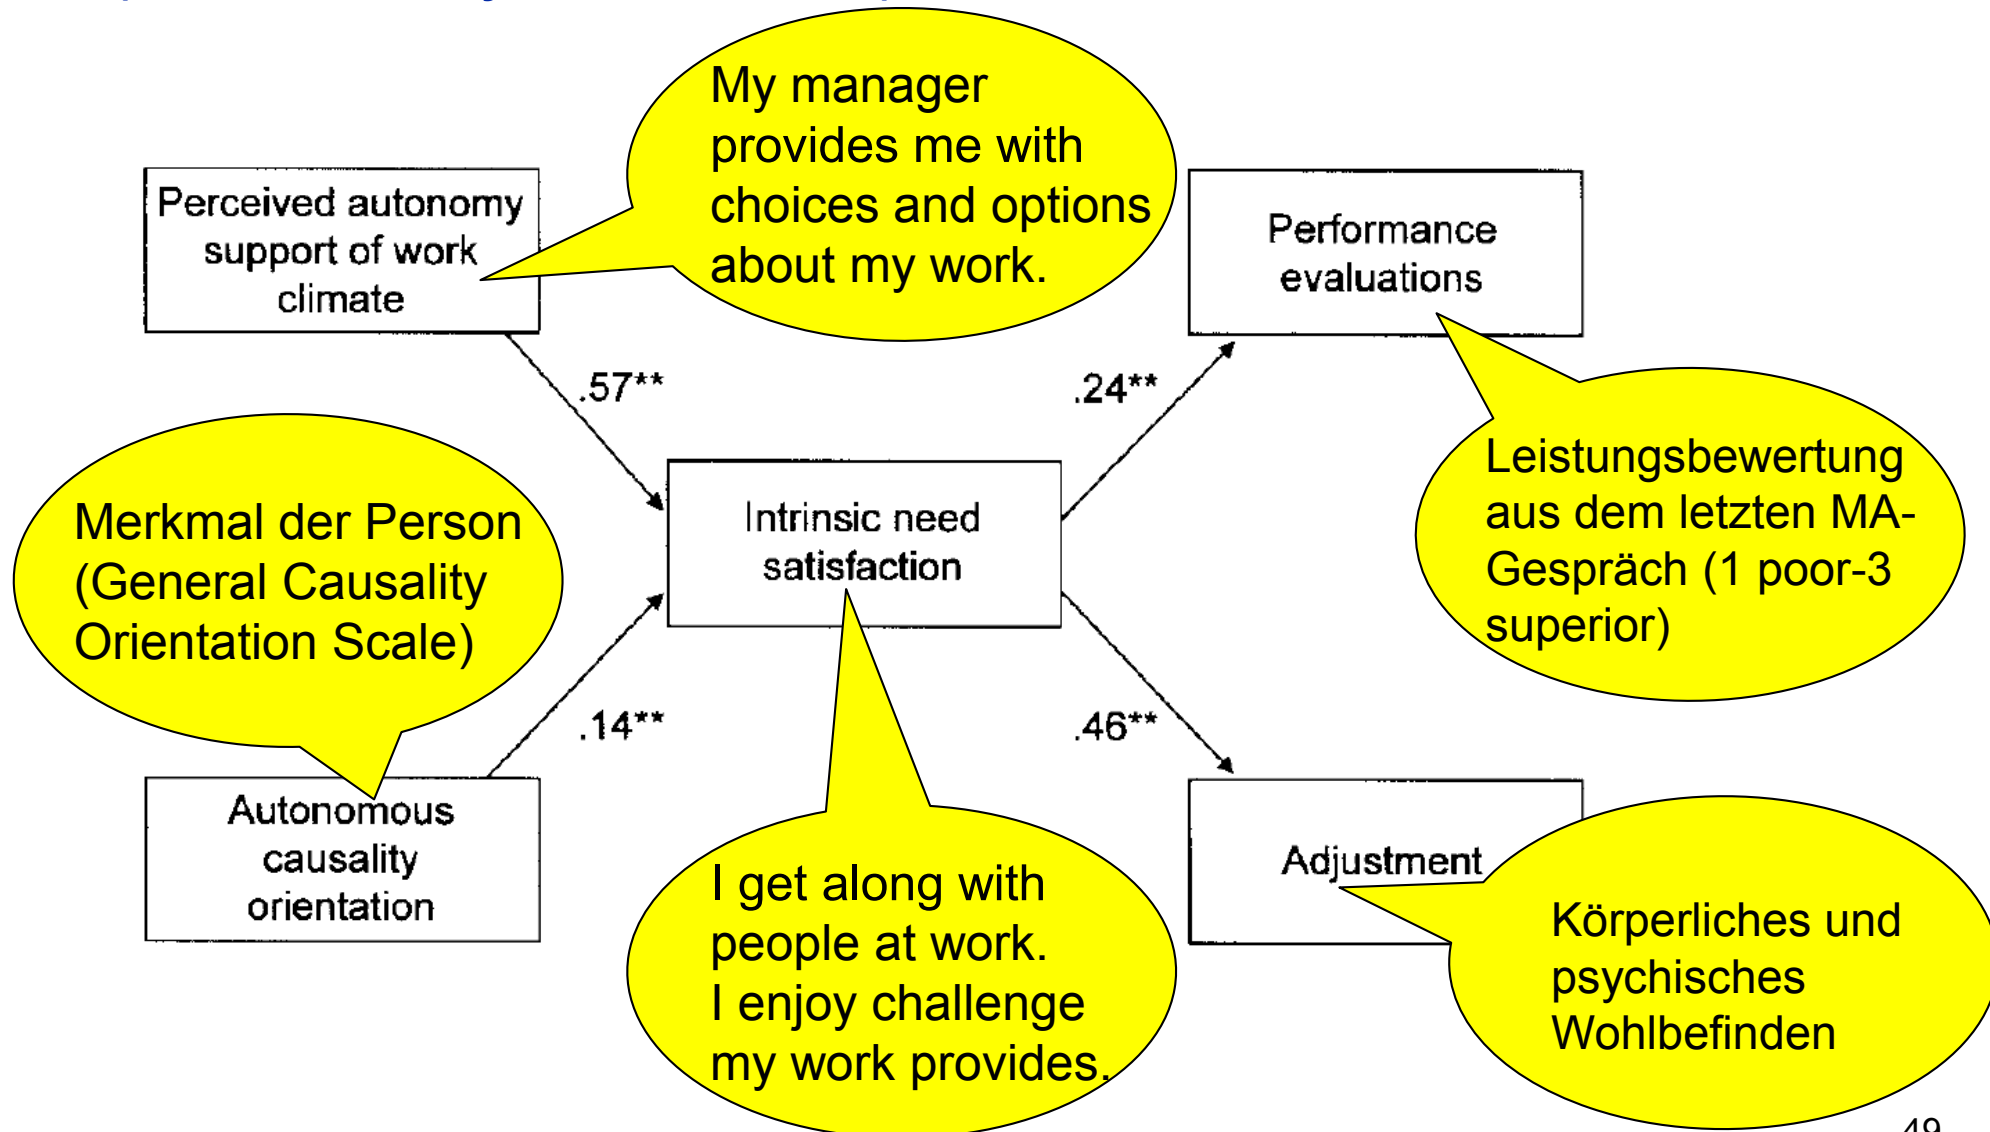 My manager
provides me with
choices and options
about my work.
Perceived autonomy
support of work
climate
Performance
evaluations
.57**
.24**
Merkmal der Person
(General Causality
Orientation Scale)
Intrinsic need
satisfaction
Leistungsbewertung
aus dem letzten MA-
Gespräch (1 poor-3
superior)
.14**
.46**
Autonomous
causality
orientation
I get along with
people at work.
I enjoy challenge
my work provides.
Adjustment
Körperliches und
psychisches
Wohlbefinden
49